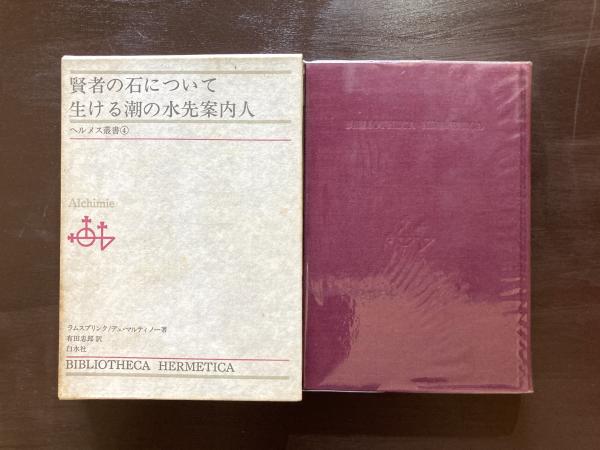 賢者の石について
生ける潮の水先案内人
ヘルメス叢書④
Alchimie
ラムスプリンク/デュ・マルティノー著
有田忠郎 訳
白水社
BIBLIOTHECA HERMETICA
BIBLIOTHECA HERMETICA